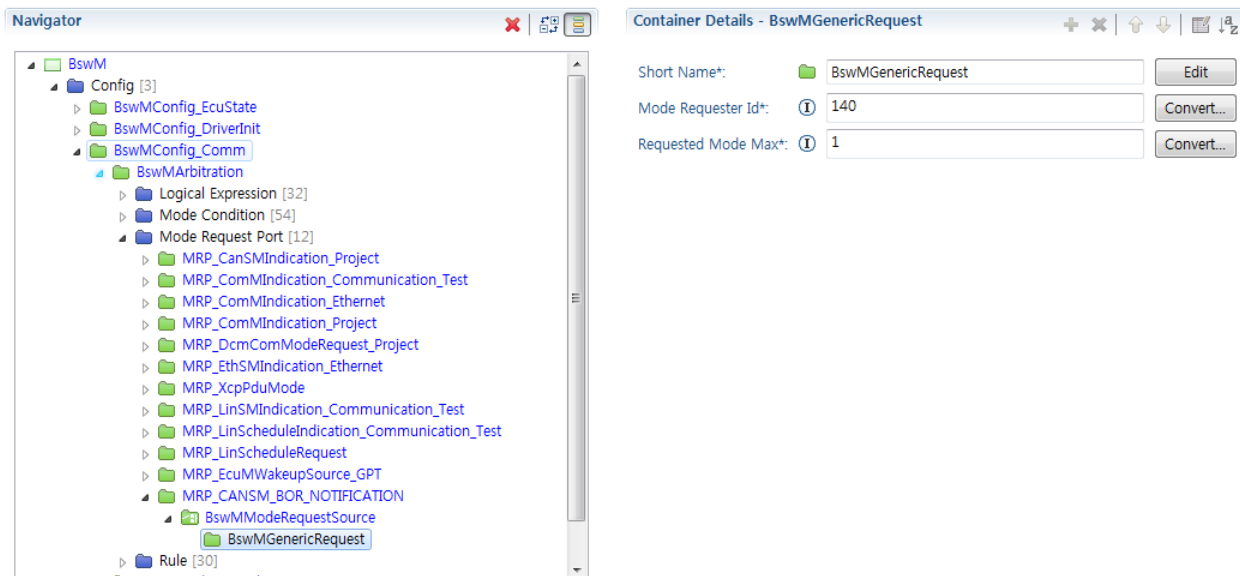 Navigator
BswM
Config [3]
BswMConfig_EcuState
BswMConfig_DriverInit
BswMConfig_Comm
BswMArbitration
Logical Expression [32]
Mode Condition [54]
Mode Request Port [12]
MRP_CanSMIndication_Project
MRP_ComMIndication_Communication_Test
MRP_ComMIndication_Ethernet
MRP_ComMIndication_Project
MRP_DcmComModeRequest_Project
MRP_EthSMIndication_Ethernet
MRP_XcpPduMode
MRP_LinSMIndication_Communication_Test
MRP_LinScheduleIndication_Communication_Test
MRP_LinScheduleRequest
MRP_EcuMWakeupSource_GPT
MRP_CANSM_BOR_NOTIFICATION
BswMModeRequestSource
BswMGenericRequest
Rule [30]
Container Details - BswMGenericRequest
Short Name*: BswMGenericRequest Edit
Mode Requester Id*: 140 Convert...
Requested Mode Max*: 1 Convert...